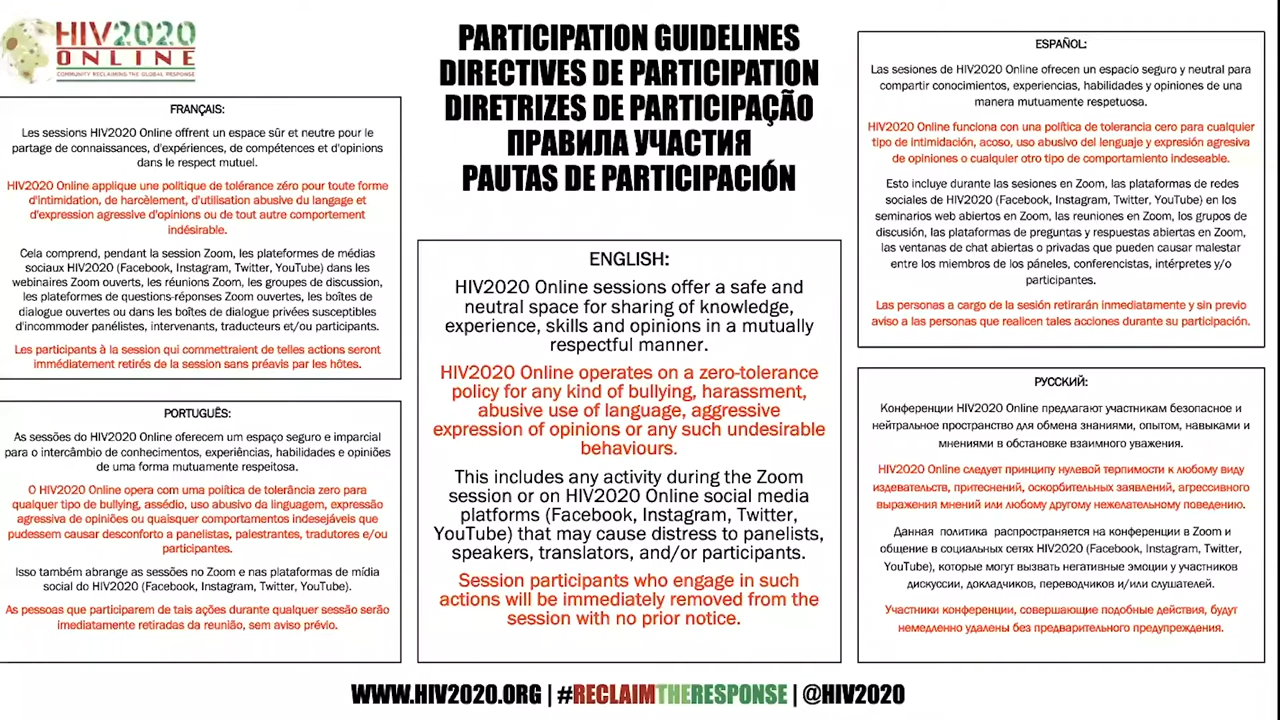 HIV2020
ONLINE
COMMUNITY RECLAIMING THE GLOBAL RESPONSE
PARTICIPATION GUIDELINES
DIRECTIVES DE PARTICIPATION
DIRETRIZES DE PARTICIPAÇÃO
ПРАВИЛА УЧАСТИЯ
PAUTAS DE PARTICIPACIÓN
FRANÇAIS:
Les sessions HIV2020 Online offrent un espace sûr et neutre pour le
partage de connaissances, d'expériences, de compétences et d'opinions
dans le respect mutuel.
HIV2020 Online applique une politique de tolérance zéro pour toute forme
d'intimidation, de harcèlement, d'utilisation abusive du langage et
d'expression agressive d'opinions ou de tout autre comportement
indésirable.
Cela comprend, pendant la session Zoom, les plateformes de médias
sociaux HIV2020 (Facebook, Instagram, Twitter, YouTube) dans les
webinaires Zoom ouverts, les réunions Zoom, les groupes de discussion,
les plateformes de questions-réponses Zoom ouvertes, les boîtes de
dialogue ouvertes ou dans les boîtes de dialogue privées susceptibles
d'incommoder panélistes, intervenants, traducteurs et/ou participants.
Les participants à la session qui commettraient de telles actions seront
immédiatement retirés de la session sans préavis par les hôtes.
PORTUGUÊS:
As sessões do HIV2020 Online oferecem um espaço seguro e imparcial
para o intercâmbio de conhecimentos, experiências, habilidades e opiniões
de uma forma mutuamente respeitosa.
O HIV2020 Online opera com uma política de tolerância zero para
qualquer tipo de bullying, assédio, uso abusivo da linguagem, expressão
agressiva de opiniões ou quaisquer comportamentos indesejáveis que
pudessem causar desconforto a panelistas, palestrantes, tradutores e/ou
participantes.
Isso também abrange as sessões no Zoom e nas plataformas de mídia
social do HIV2020 (Facebook, Instagram, Twitter, YouTube).
As pessoas que participarem de tais ações durante qualquer sessão serão
imediatamente retiradas da reunião, sem aviso prévio.
ENGLISH:
HIV2020 Online sessions offer a safe and
neutral space for sharing of knowledge,
experience, skills and opinions in a mutually
respectful manner.
HIV2020 Online operates on a zero-tolerance
policy for any kind of bullying, harassment,
abusive use of language, aggressive
expression of opinions or any such undesirable
behaviours.
This includes any activity during the Zoom
session or on HIV2020 Online social media
platforms (Facebook, Instagram, Twitter,
YouTube) that may cause distress to panelists,
speakers, translators, and/or participants.
Session participants who engage in such
actions will be immediately removed from the
session with no prior notice.
ESPAÑOL:
Las sesiones de HIV2020 Online ofrecen un espacio seguro y neutral para
compartir conocimientos, experiencias, habilidades y opiniones de una
manera mutuamente respetuosa.
HIV2020 Online funciona con una política de tolerancia cero para cualquier
tipo de intimidación, acoso, uso abusivo del lenguaje y expresión agresiva
de opiniones o cualquier otro tipo de comportamiento indeseable.
Esto incluye durante las sesiones en Zoom, las plataformas de redes
sociales de HIV2020 (Facebook, Instagram, Twitter, YouTube) en los
seminarios web abiertos en Zoom, las reuniones en Zoom, los grupos de
discusión, las plataformas de preguntas y respuestas abiertas en Zoom,
las ventanas de chat abiertas o privadas que pueden causar malestar
entre los miembros de los páneles, conferencistas, intérpretes y/o
participantes.
Las personas a cargo de la sesión retirarán inmediatamente y sin previo
aviso a las personas que realicen tales acciones durante su participación.
РУССКИЙ:
Конференции HIV2020 Online предлагают участникам безопасное и
нейтральное пространство для обмена знаниями, опытом, навыками и
мнениями в обстановке взаимного уважения.
HIV2020 Online следует принципу нулевой терпимости к любому виду
издевательств, притеснений, оскорбительных заявлений, агрессивного
выражения мнений или любому другому нежелательному поведению.
Данная политика распространяется на конференции в Zoom и
общение в социальных сетях HIV2020 (Facebook, Instagram, Twitter,
YouTube), которые могут вызвать негативные эмоции у участников
дискуссии, докладчиков, переводчиков и/или слушателей.
Участники конференции, совершающие подобные действия, будут
немедленно удалены без предварительного предупреждения.
WWW.HIV2020.ORG | #RECLAIMTHERESPONSE | @HIV2020